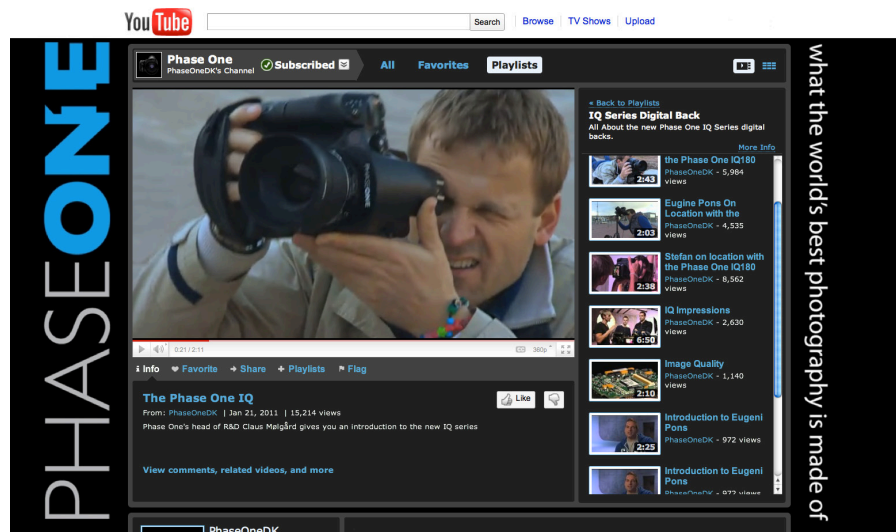 YouTube
Search
Browse
TV Shows
Upload
PHASEONE
what the world's best photography is made of
Phase One
PhaseOneDK's Channel
Subscribed
All
Favorites
Playlists
« Back to Playlists
IQ Series Digital Back
All About the new Phase One IQ Series digital
backs.
More Info
the Phase One IQ180
PhaseOneDK - 5,984
views
2:43
Eugine Pons On
Location with the
PhaseOneDK - 4,535
views
2:03
Stefan on location with
the Phase One IQ180
PhaseOneDK - 8,562
views
2:38
IQ Impressions
PhaseOneDK - 2,630
views
6:50
Image Quality
PhaseOneDK - 1,140
views
2:10
Introduction to Eugeni
Pons
PhaseOneDK - 972 views
2:25
Introduction to Eugeni
Pons
PhaseOneDK - 972 views
PHASEONE
0:21 / 2:11
CC
360p
Info
Favorite
Share
Playlists
Flag
The Phase One IQ
From: PhaseOneDK | Jan 21, 2011 | 15,214 views
Phase One's head of R&D Claus Mølgård gives you an introduction to the new IQ series
Like
View comments, related videos, and more
PhaseOneDK